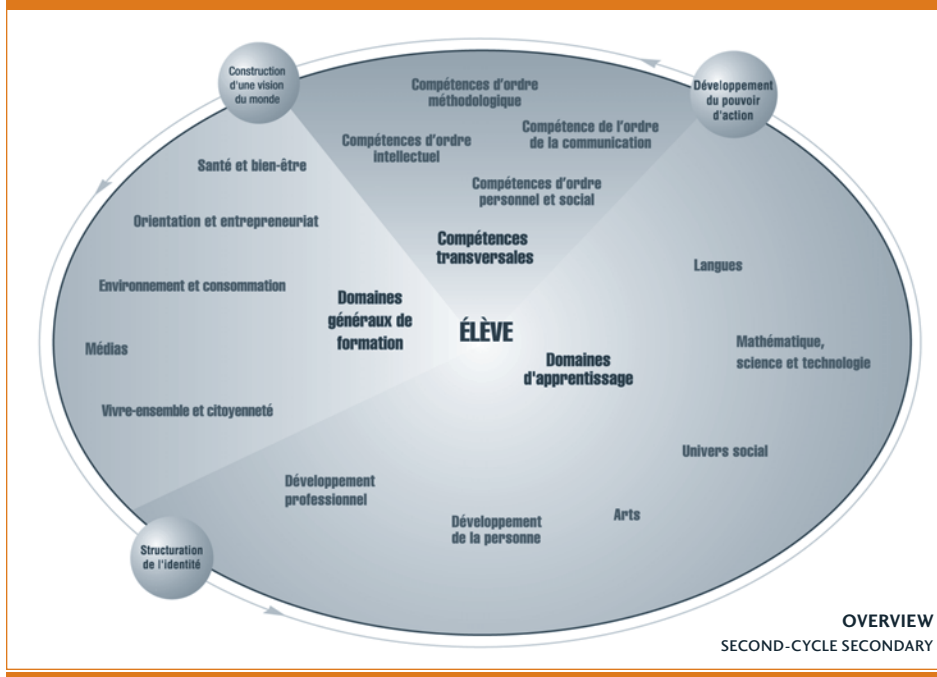 Construction
d'une vision
du monde
Développement
du pouvoir
d'action
Compétences d'ordre
méthodologique
Compétence de l'ordre
de la communication
Compétences d'ordre
intellectuel
Compétences d'ordre
personnel et social
Compétences
transversales
Santé et bien-être
Orientation et entrepreneuriat
Environnement et consommation
Médias
Vivre-ensemble et citoyenneté
Domaines
généraux de
formation
ÉLÈVE
Domaines
d'apprentissage
Langues
Mathématique,
science et technologie
Univers social
Arts
Développement
de la personne
Développement
professionnel
Structuration
de l'identité
OVERVIEW
SECOND-CYCLE SECONDARY